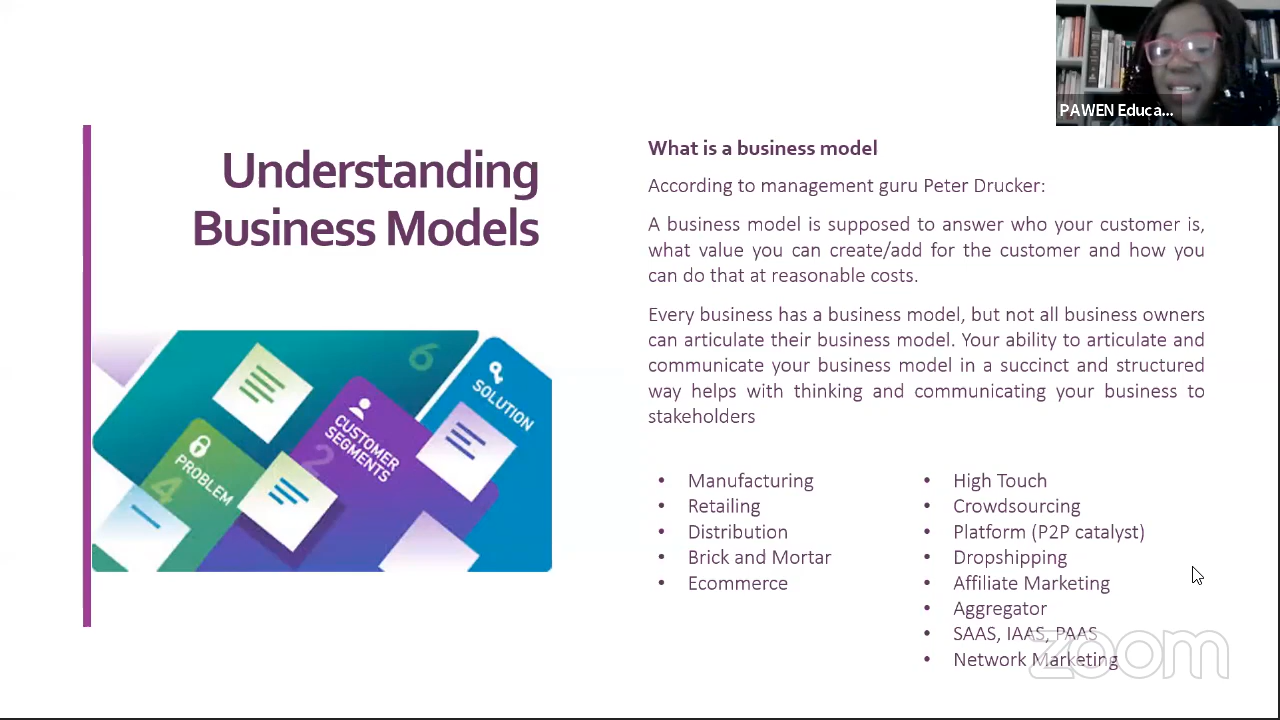 PAWEN Educa...
Understanding
Business Models
What is a business model
According to management guru Peter Drucker:
A business model is supposed to answer who your customer is,
what value you can create/add for the customer and how you
can do that at reasonable costs.
Every business has a business model, but not all business owners
can articulate their business model. Your ability to articulate and
communicate your business model in a succinct and structured
way helps with thinking and communicating your business to
stakeholders
6
SOLUTION
CUSTOMER
SEGMENTS
2
PROBLEM
4
• Manufacturing
• Retailing
• Distribution
• Brick and Mortar
• Ecommerce
• High Touch
• Crowdsourcing
• Platform (P2P catalyst)
• Dropshipping
• Affiliate Marketing
• Aggregator
• SAAS, IAAS, PAAS
• Network Marketing
zoom